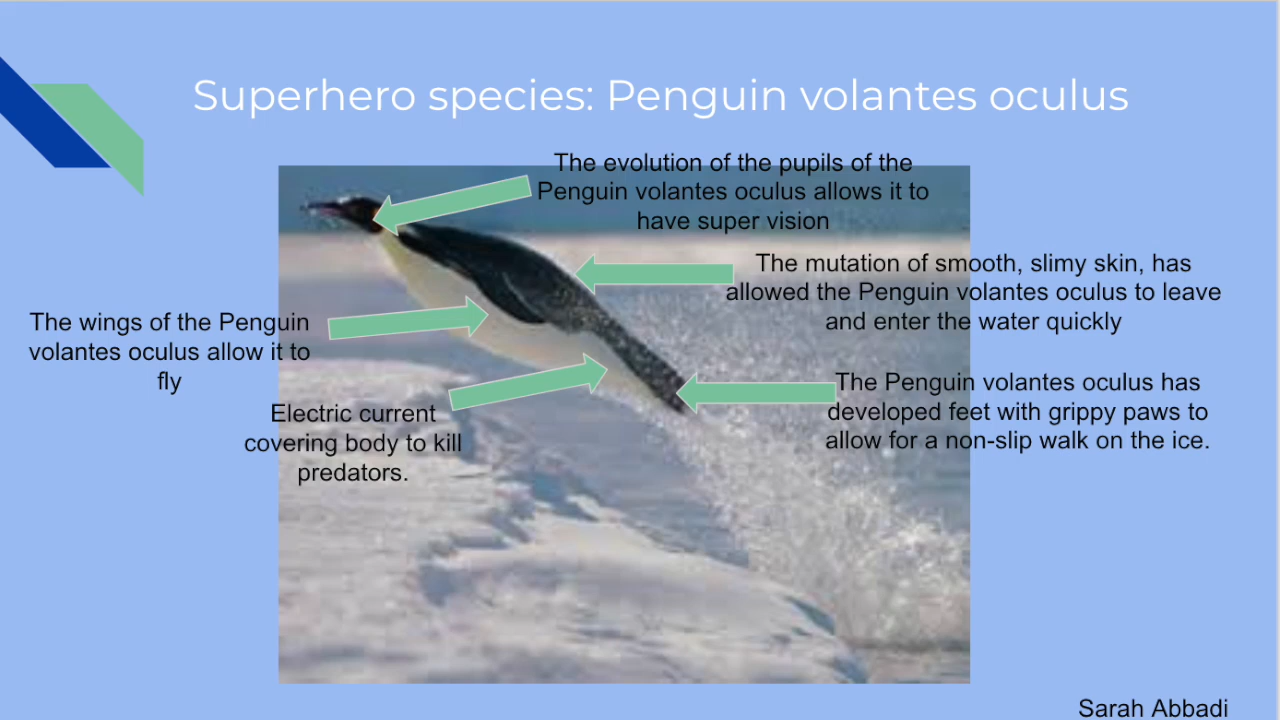 Superhero species: Penguin volantes oculus
The evolution of the pupils of the
Penguin volantes oculus allows it to
have super vision
The mutation of smooth, slimy skin, has
allowed the Penguin volantes oculus to leave
and enter the water quickly
The wings of the Penguin
volantes oculus allow it to
fly
The Penguin volantes oculus has
developed feet with grippy paws to
allow for a non-slip walk on the ice.
Electric current
covering body to kill
predators.
Sarah Abbadi